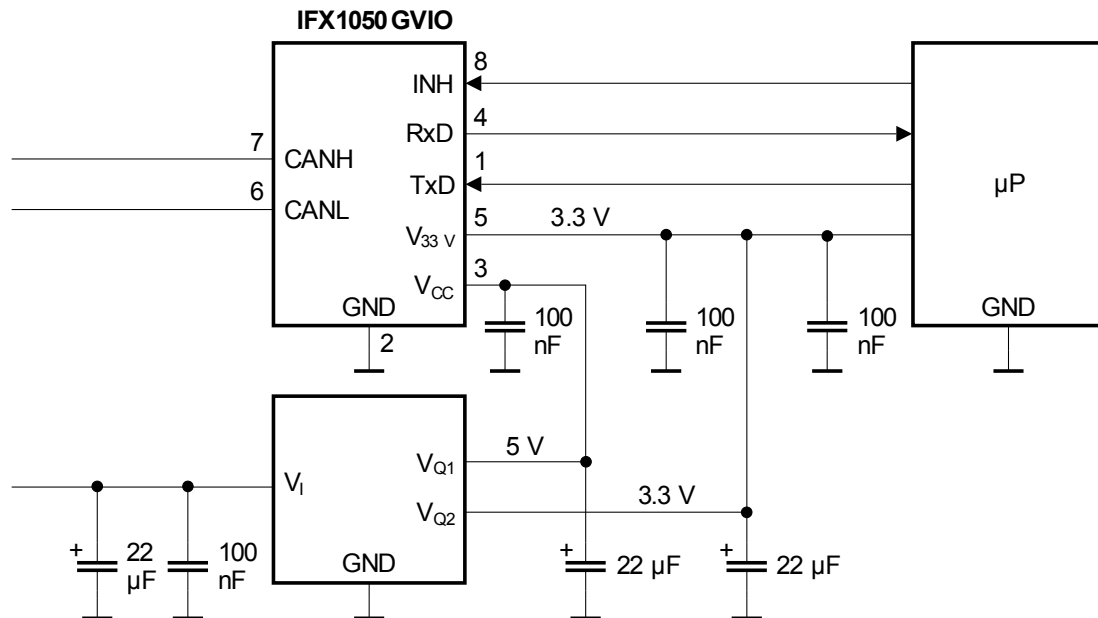 IFX1050 GVIO
8
INH
4
RxD
7
CANH
1
TxD
µP
6
CANL
5
3.3 V
V33 V
3
VCC
GND
2
100
nF
100
nF
100
nF
GND
5 V
VQ1
VI
3.3 V
VQ2
+
22
µF
100
nF
GND
+
22 µF
+
22 µF